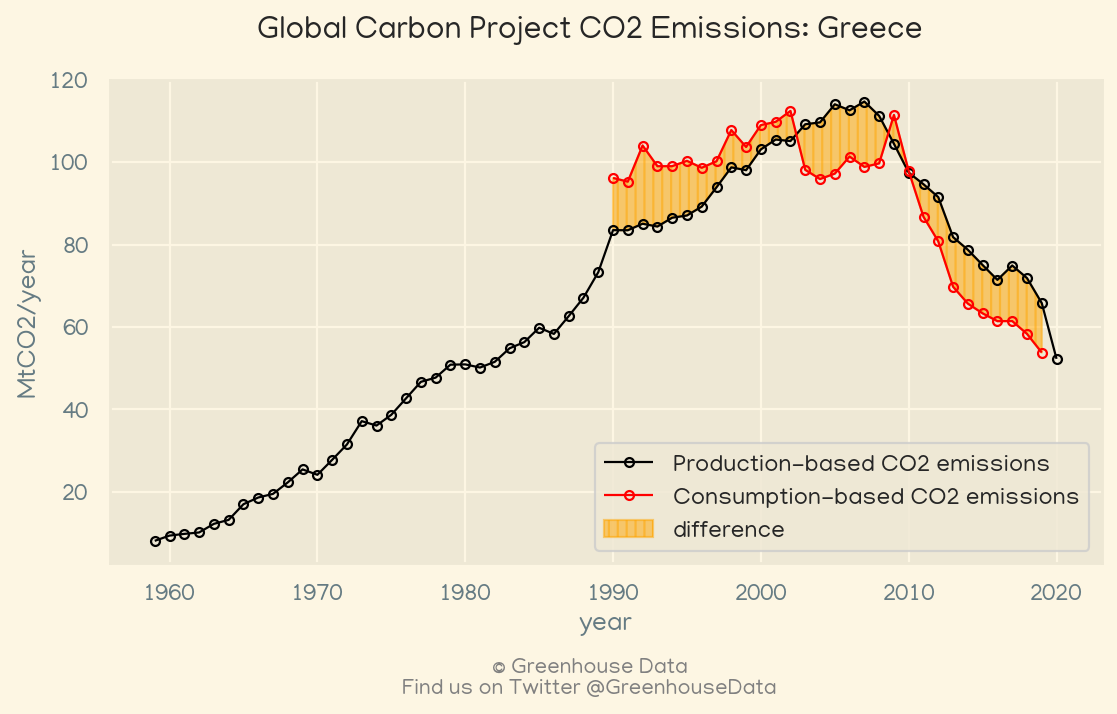 Global Carbon Project CO2 Emissions: Greece
120
100
80
60
40
20
MtCO2/year
Production-based CO2 emissions
Consumption-based CO2 emissions
difference
1960 1970 1980 1990 2000 2010 2020
year
© Greenhouse Data
Find us on Twitter @GreenhouseData